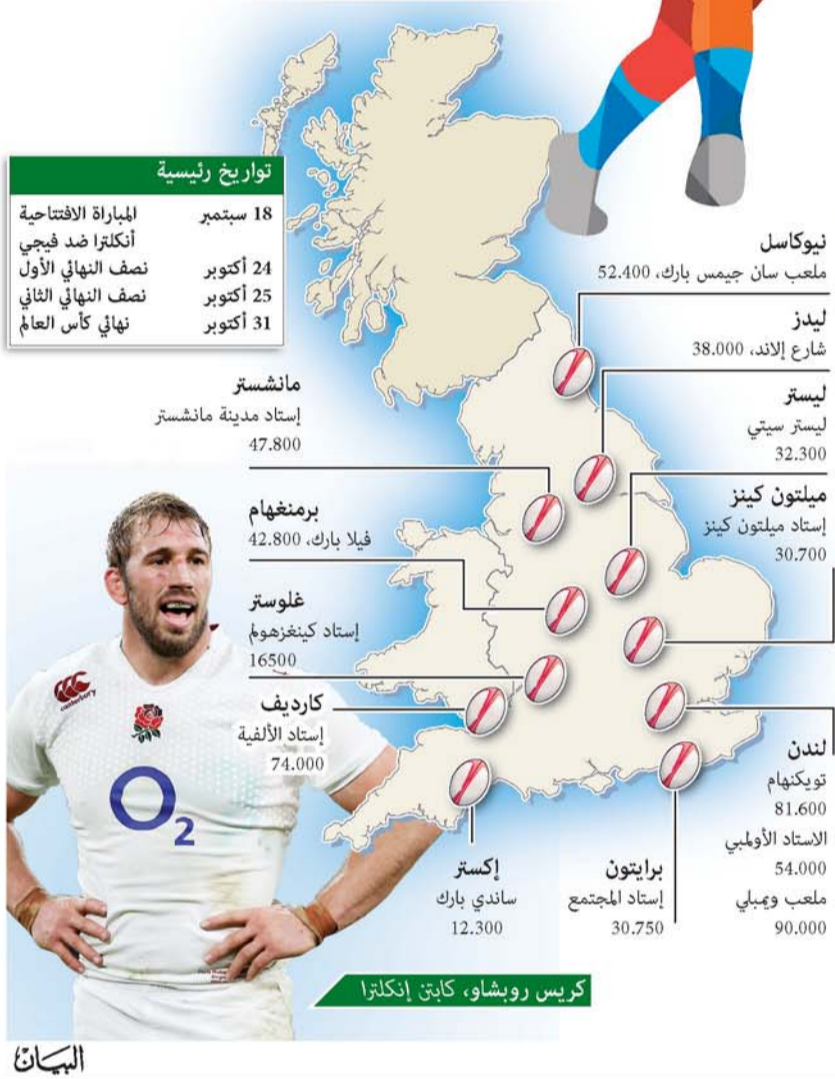 تواريخ رئيسية
18 سبتمبر المباراة الافتتاحية
أنكلترا ضد فيجي
24 أكتوبر نصف النهائي الأول
25 أكتوبر نصف النهائي الثاني
31 أكتوبر نهائي كأس العالم
نيوكاسل
ملعب سان جيمس بارك، 52.400
ليدز
شارع إلاند، 38.000
ليستر
ليستر سيتي
32.300
ميلتون كينز
إستاد ميلتون كينز
30.700
مانشستر
إستاد مدينة مانشستر
47.800
برمنغهام
فيلا بارك، 42.800
غلوستر
إستاد كينغزهولم
16500
كارديف
إستاد الألفية
74.000
لندن
تويكنهام
81.600
الاستاد الأولمبي
54.000
ملعب ويمبلي
90.000
برايتون
إستاد المجتمع
30.750
إكستر
ساندي بارك
12.300
canterbury
O2
كريس روبشاو، كابتن إنكلترا
البيان